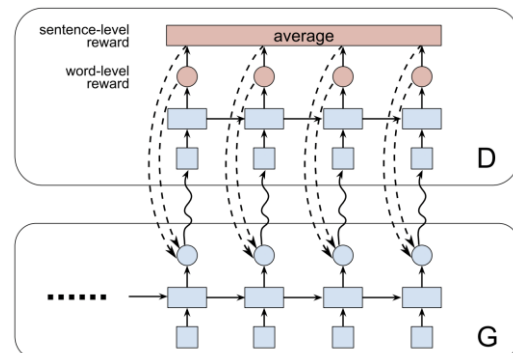 sentence-level
reward
average
word-level
reward
D
......
G